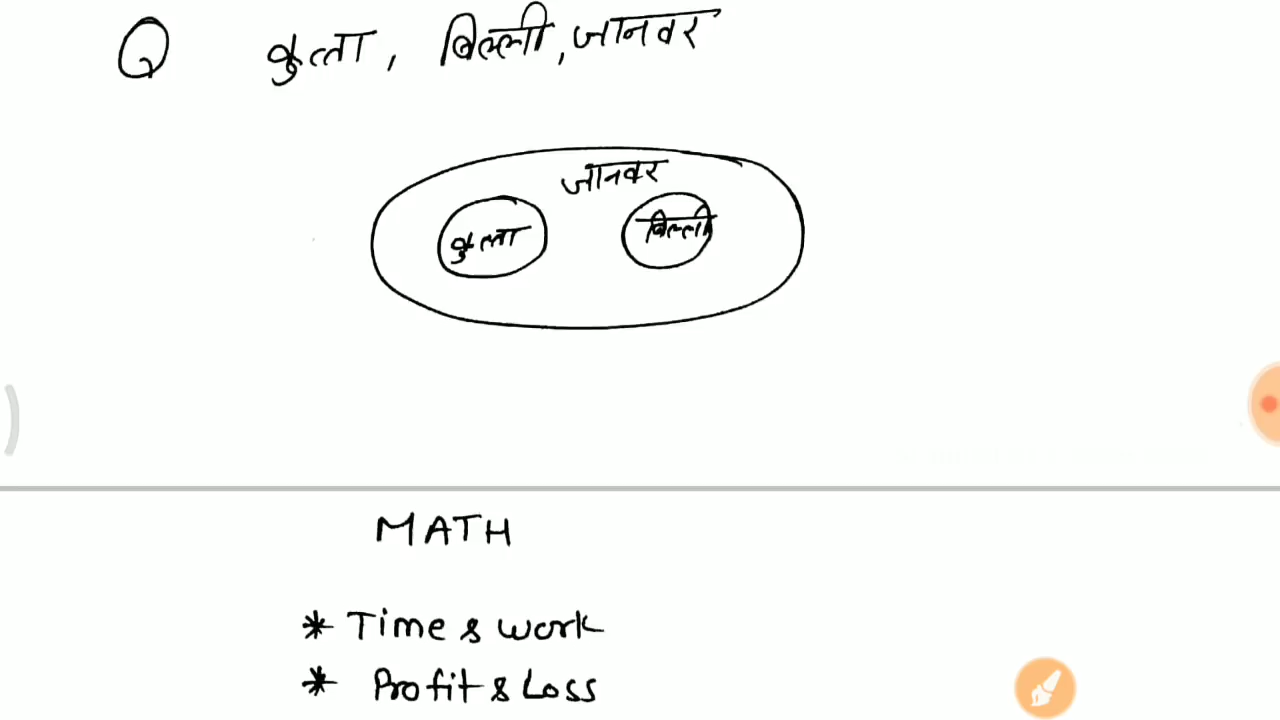 Q कुत्ता, बिल्ली, जानवर
जानवर
कुत्ता बिल्ली
MATH
* Time & work
* Profit & Loss